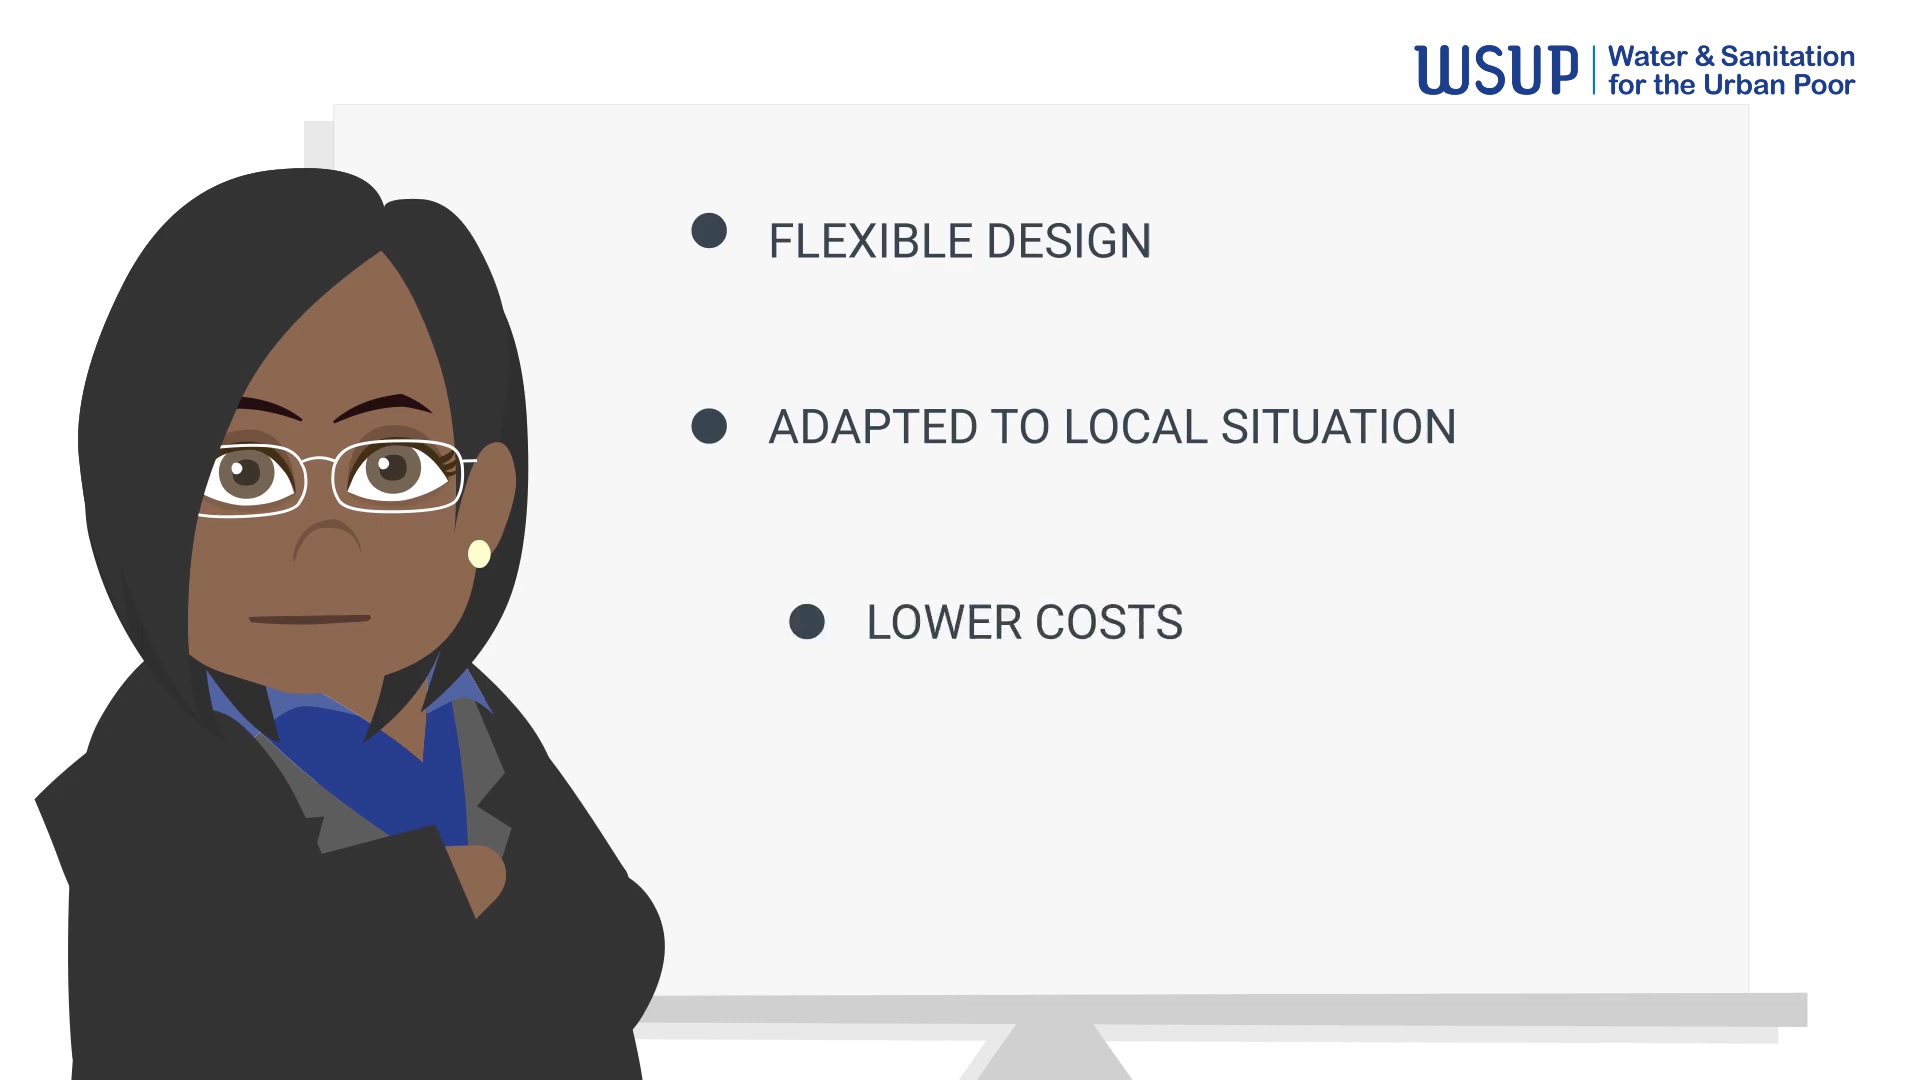 WSUP
Water & Sanitation
for the Urban Poor
FLEXIBLE DESIGN
ADAPTED TO LOCAL SITUATION
LOWER COSTS